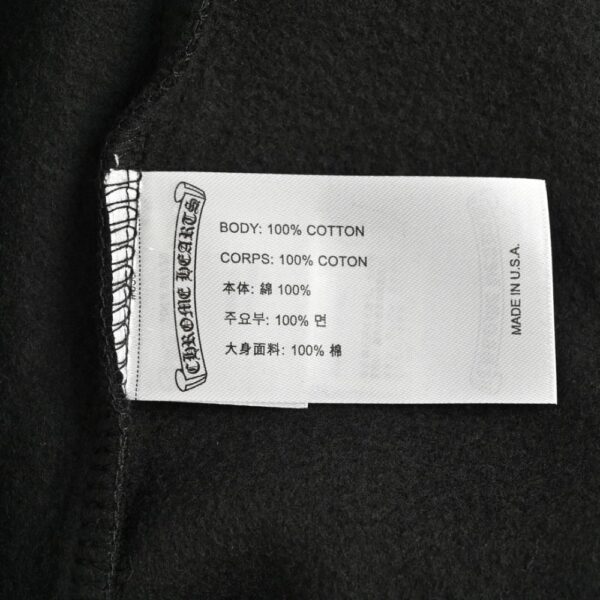 CHROME HEARTS
BODY: 100% COTTON
CORPS: 100% COTON
本体: 綿 100%
주요부: 100% 면
大身面料: 100% 棉
MADE IN U.S.A.